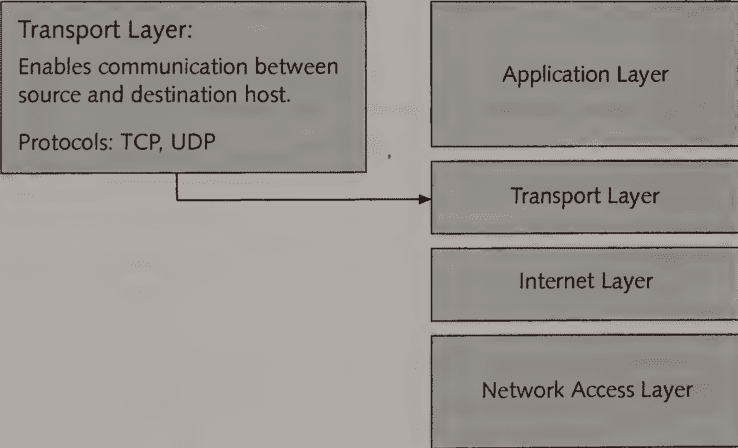 Transport Layer:
Enables communication between
source and destination host.
Protocols: TCP, UDP
Application Layer
Transport Layer
Internet Layer
Network Access Layer